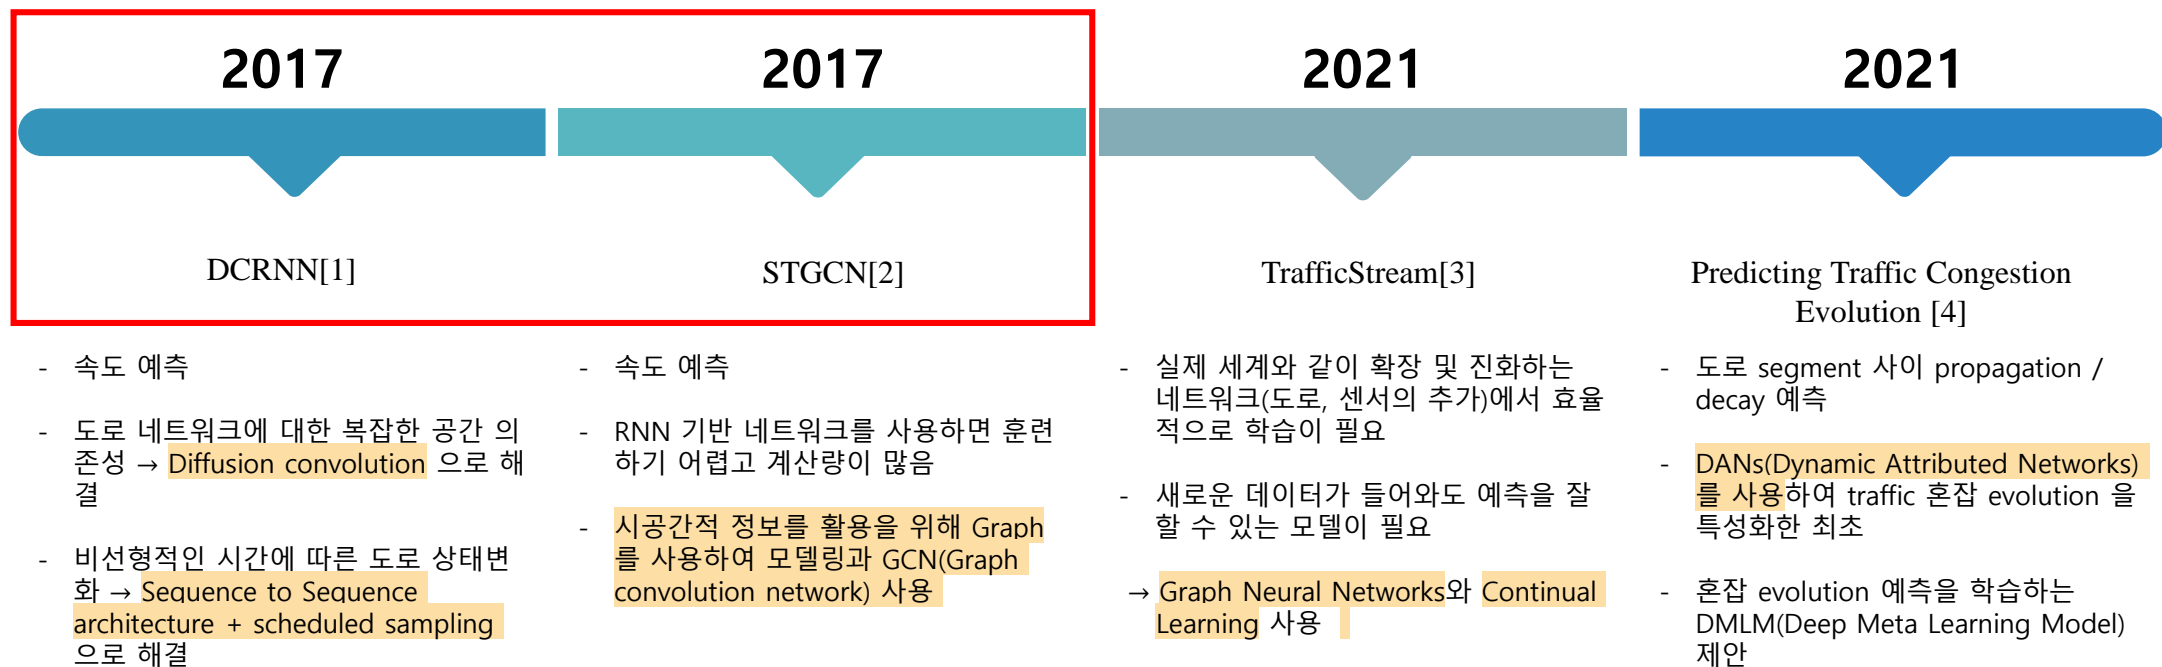 2017
DCRNN[1]
- 속도 예측
- 도로 네트워크에 대한 복잡한 공간 의
존성 → Diffusion convolution 으로 해
결
- 비선형적인 시간에 따른 도로 상태변
화 → Sequence to Sequence
architecture + scheduled sampling
으로 해결
2017
STGCN[2]
- 속도 예측
- RNN 기반 네트워크를 사용하면 훈련
하기 어렵고 계산량이 많음
- 시공간적 정보를 활용을 위해 Graph
를 사용하여 모델링과 GCN(Graph
convolution network) 사용
2021
TrafficStream[3]
- 실제 세계와 같이 확장 및 진화하는
네트워크(도로, 센서의 추가)에서 효율
적으로 학습이 필요
- 새로운 데이터가 들어와도 예측을 잘
할 수 있는 모델이 필요
→ Graph Neural Networks와 Continual
Learning 사용
2021
Predicting Traffic Congestion
Evolution [4]
- 도로 segment 사이 propagation /
decay 예측
- DANs(Dynamic Attributed Networks)
를 사용하여 traffic 혼잡 evolution 을
특성화한 최초
- 혼잡 evolution 예측을 학습하는
DMLM(Deep Meta Learning Model)
제안